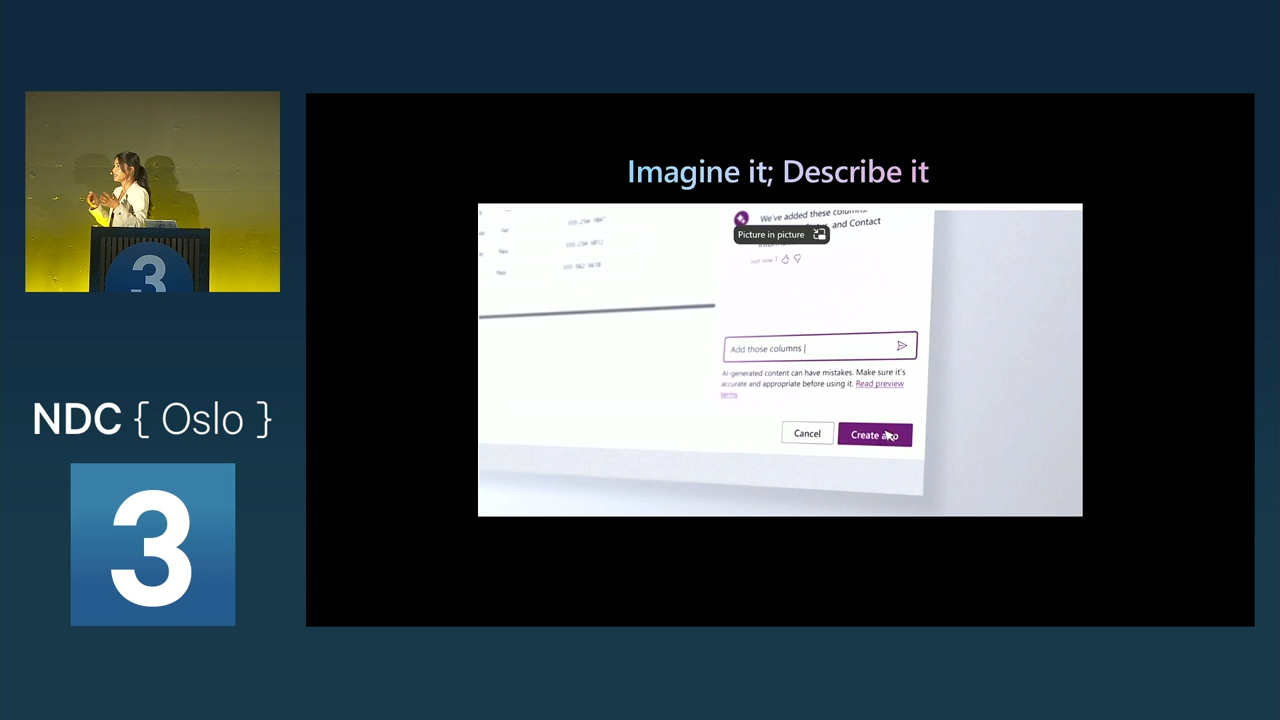 Imagine it; Describe it
We've added these columns:
and Contact
Picture in picture
Just now
Add those columns
AI-generated content can have mistakes. Make sure it's
accurate and appropriate before using it. Read preview
terms
Cancel
Create app
3
NDC { Oslo }
3